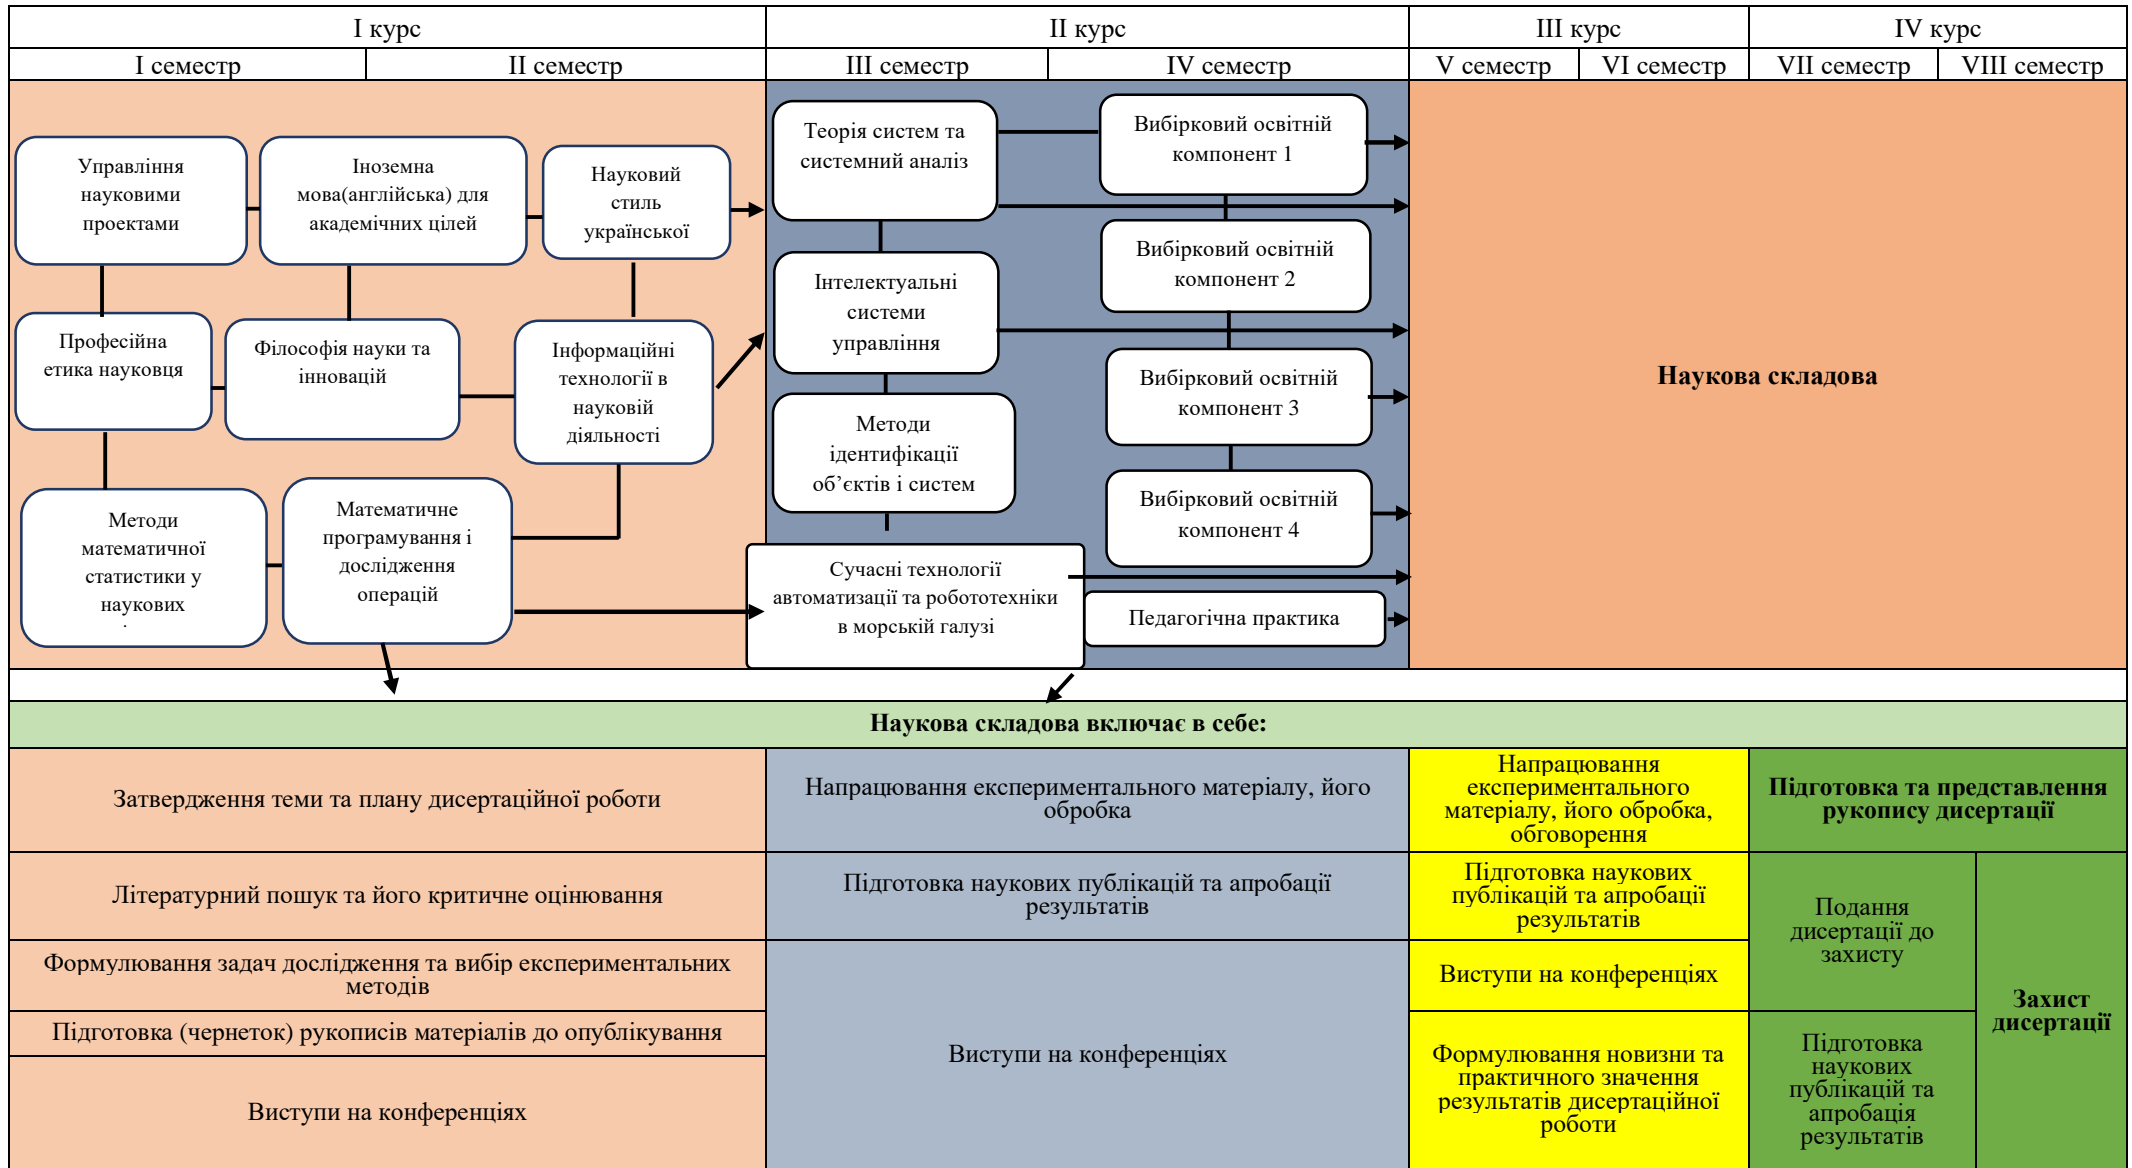 I курс
II курс
III курс
IV курс
I семестр
II семестр
III семестр
IV семестр
V семестр
VI семестр
VII семестр
VIII семестр
Управління
науковими
проектами
Іноземна
мова(англійська) для
академічних цілей
Науковий
стиль
української
Професійна
етика науковця
Філософія науки та
інновацій
Інформаційні
технології в
науковій
діяльності
Методи
математичної
статистики у
наукових
Математичне
програмування і
дослідження
операцій
Теорія систем та
системний аналіз
Інтелектуальні
системи
управління
Методи
ідентифікації
об’єктів і систем
Сучасні технології
автоматизації та робототехніки
в морській галузі
Вибірковий освітній
компонент 1
Вибірковий освітній
компонент 2
Вибірковий освітній
компонент 3
Вибірковий освітній
компонент 4
Педагогічна практика
Наукова складова
Наукова складова включає в себе:
Затвердження теми та плану дисертаційної роботи
Напрацювання експериментального матеріалу, його
обробка
Напрацювання
експериментального
матеріалу, його обробка,
обговорення
Підготовка та представлення
рукопису дисертації
Літературний пошук та його критичне оцінювання
Підготовка наукових публікацій та апробації
результатів
Підготовка наукових
публікацій та апробації
результатів
Подання
дисертації до
захисту
Захист
дисертації
Формулювання задач дослідження та вибір експериментальних
методів
Виступи на конференціях
Виступи на конференціях
Підготовка (чернеток) рукописів матеріалів до опублікування
Формулювання новизни та
практичного значення
результатів дисертаційної
роботи
Підготовка
наукових
публікацій та
апробація
результатів
Виступи на конференціях